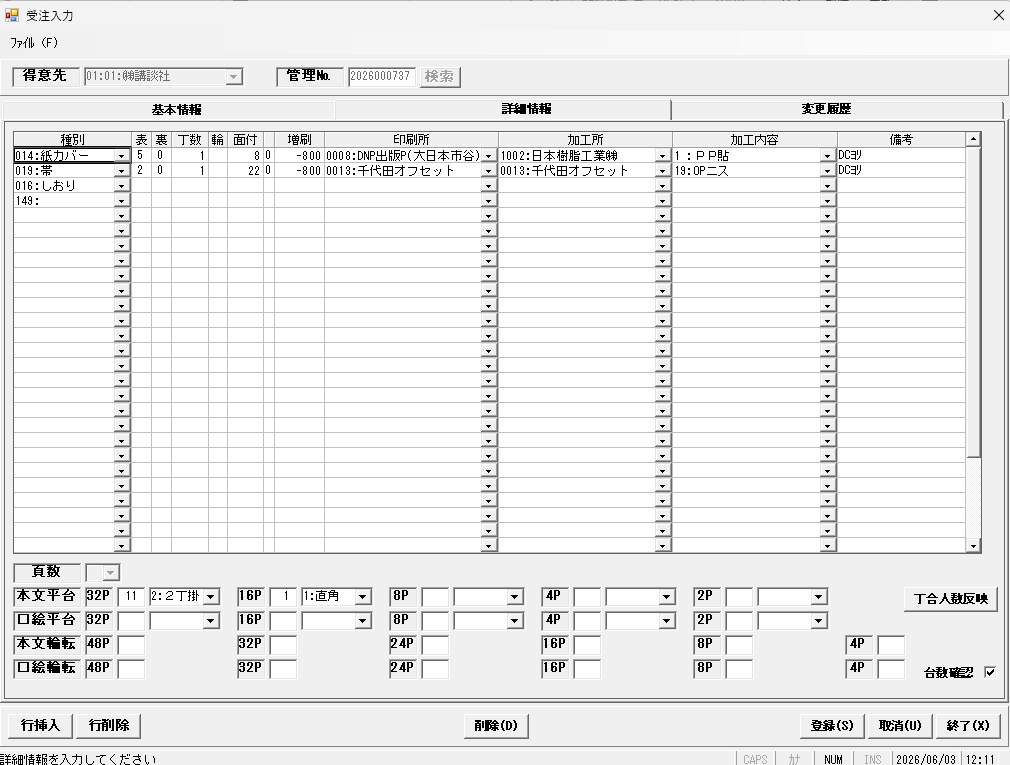 受注入力
ﾌｧｲﾙ (F)
得意先 01:01:㈱講談社 管理No. 2026000737 検索
基本情報 詳細情報 変更履歴
種別 表 裏 丁数 輪 面付 増刷 印刷所 加工所 加工内容 備考
014:紙カバー 5 0 1 8 0 -800 0008:DNP出版P(大日本市谷) 1002:日本樹脂工業㈱ 1 : ＰＰ貼 DCﾖﾘ
019:帯 2 0 1 22 0 -800 0013:千代田オフセット 0013:千代田オフセット 19:OPニス DCﾖﾘ
016:しおり
149:
頁数
本文平台 32P 11 2:２丁掛 16P 1 1:直角 8P 4P 2P 丁合人数反映
口絵平台 32P 16P 8P 4P 2P
本文輪転 48P 32P 24P 16P 8P 4P
口絵輪転 48P 32P 24P 16P 8P 4P 台数確認
行挿入 行削除 削除(D) 登録(S) 取消(U) 終了(X)
詳細情報を入力してください CAPS ｶﾅ NUM INS 2026/06/03 12:11